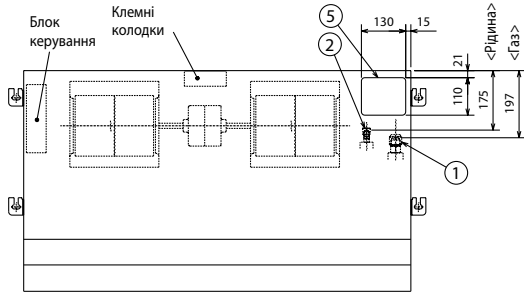 Блок
керування
Клемні
колодки
5
2
130
15
<Рідина>
<Газ>
21
110
175
197
1